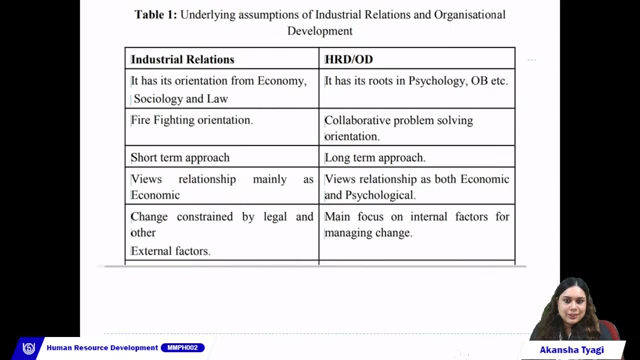 Table 1: Underlying assumptions of Industrial Relations and Organisational
Development
Industrial Relations
HRD/OD
It has its orientation from Economy,
Sociology and Law
It has its roots in Psychology, OB etc.
Fire Fighting orientation.
Collaborative problem solving
orientation.
Short term approach
Long term approach.
Views relationship mainly as
Economic
Views relationship as both Economic
and Psychological.
Change constrained by legal and
other
External factors.
Main focus on internal factors for
managing change.
Human Resource Development
MMPH002
Akansha Tyagi